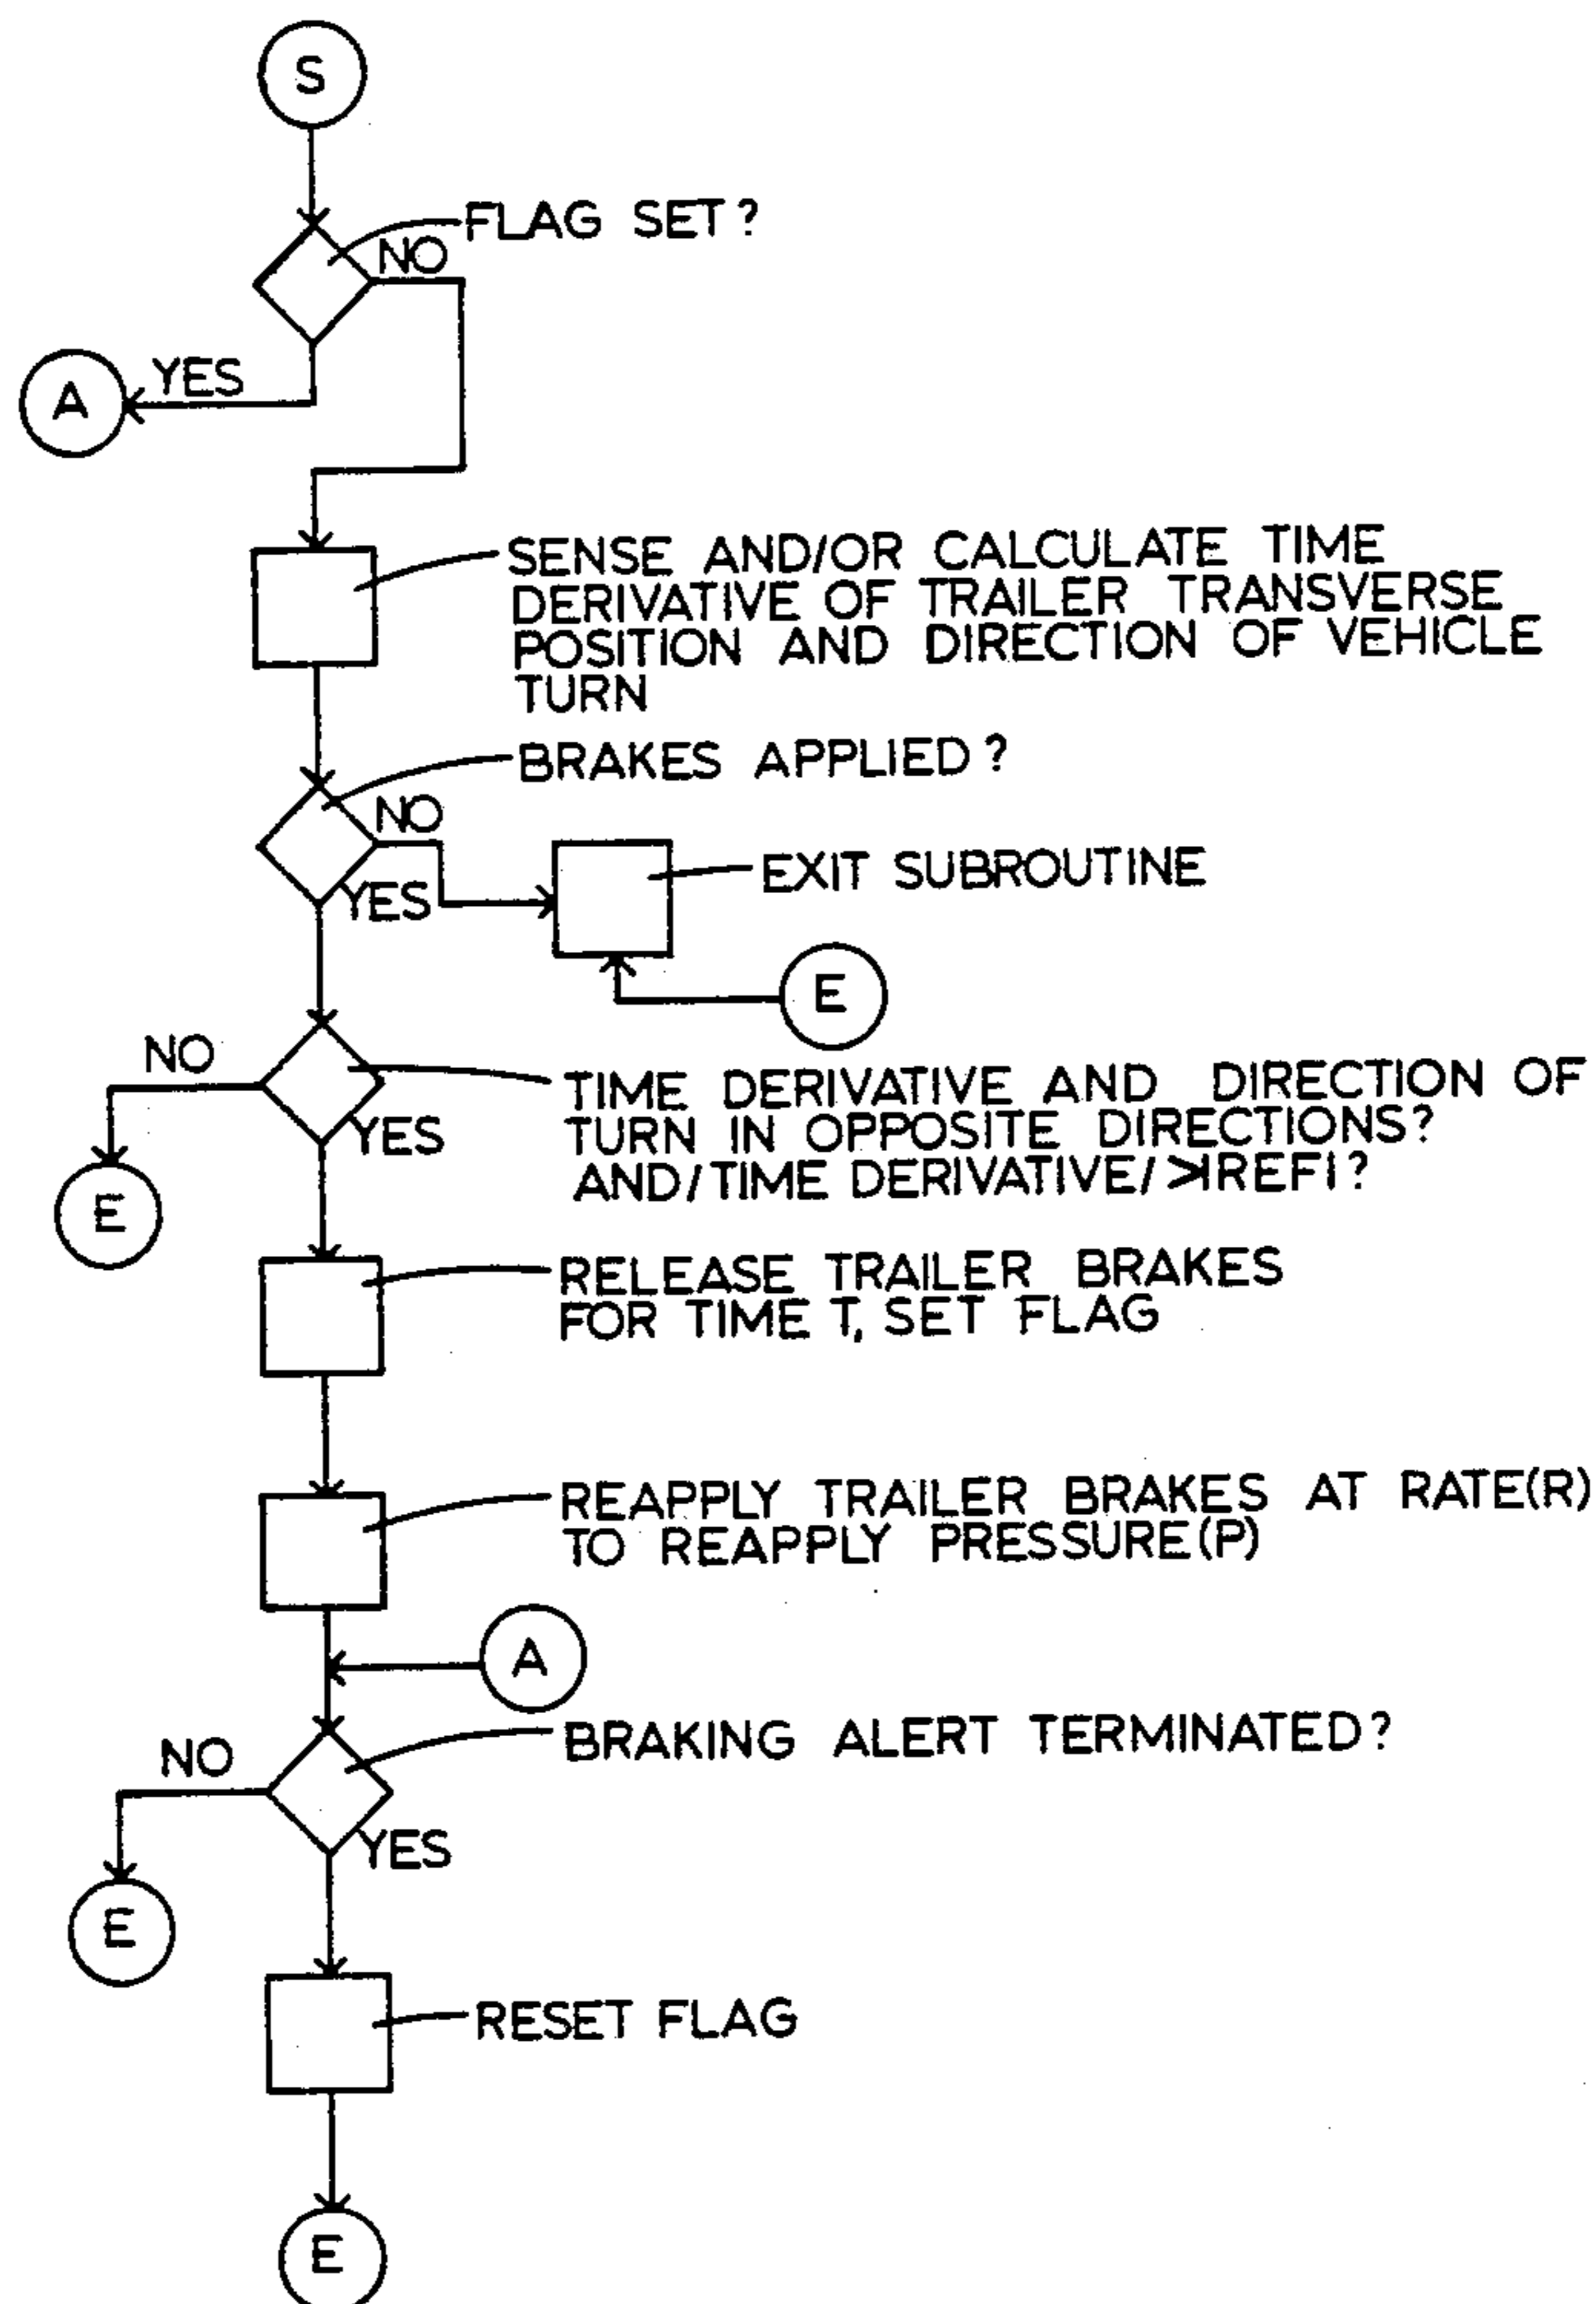 S
FLAG SET?
NO
YES
A
SENSE AND/OR CALCULATE TIME
DERIVATIVE OF TRAILER TRANSVERSE
POSITION AND DIRECTION OF VEHICLE
TURN
BRAKES APPLIED?
NO
YES
EXIT SUBROUTINE
E
NO
TIME DERIVATIVE AND DIRECTION OF
TURN IN OPPOSITE DIRECTIONS?
AND/TIME DERIVATIVE/>IREFI?
YES
E
RELEASE TRAILER BRAKES
FOR TIME T, SET FLAG
REAPPLY TRAILER BRAKES AT RATE(R)
TO REAPPLY PRESSURE(P)
A
BRAKING ALERT TERMINATED?
NO
YES
E
RESET FLAG
E